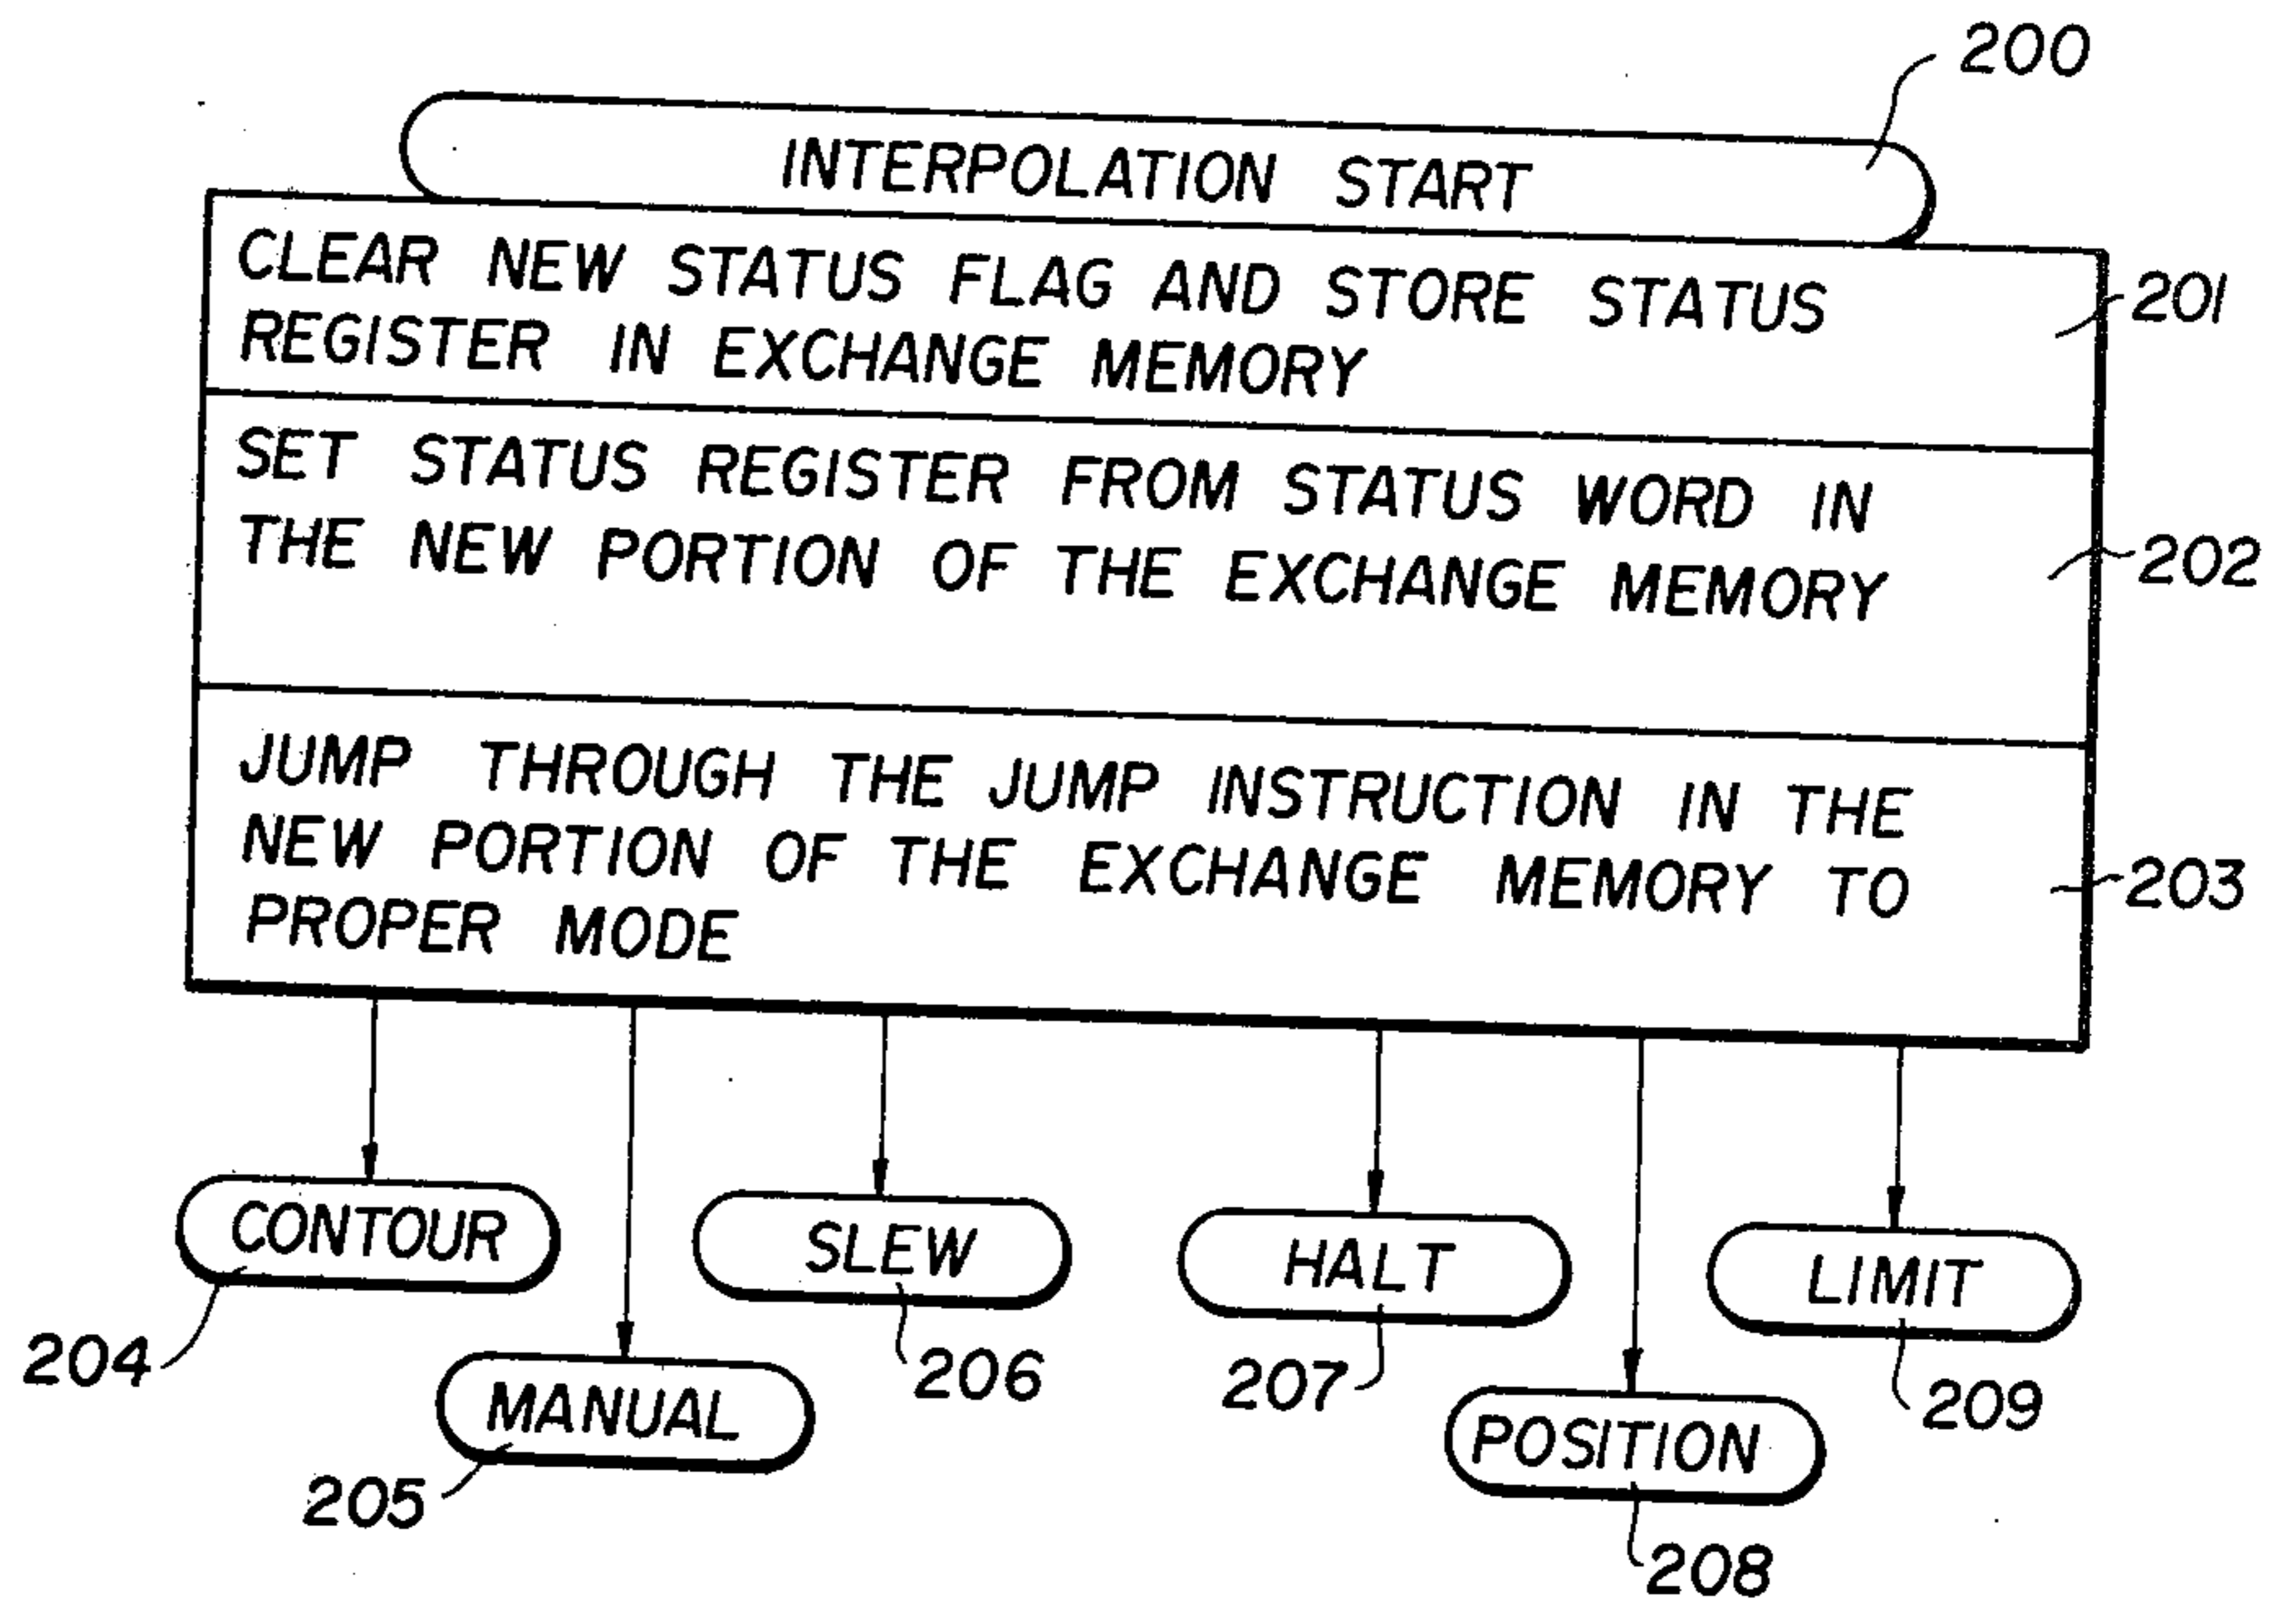 200
INTERPOLATION START
CLEAR NEW STATUS FLAG AND STORE STATUS
REGISTER IN EXCHANGE MEMORY
201
SET STATUS REGISTER FROM STATUS WORD IN
THE NEW PORTION OF THE EXCHANGE MEMORY
202
JUMP THROUGH THE JUMP INSTRUCTION IN THE
NEW PORTION OF THE EXCHANGE MEMORY TO
PROPER MODE
203
CONTOUR
SLEW
HALT
LIMIT
204
206
207
209
MANUAL
POSITION
205
208